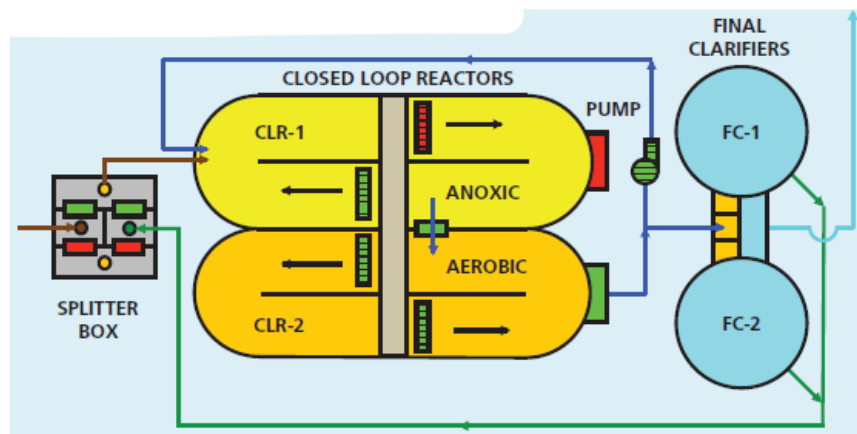 FINAL
CLARIFIERS
CLOSED LOOP REACTORS
PUMP
CLR-1
FC-1
ANOXIC
AEROBIC
SPLITTER
BOX
CLR-2
FC-2